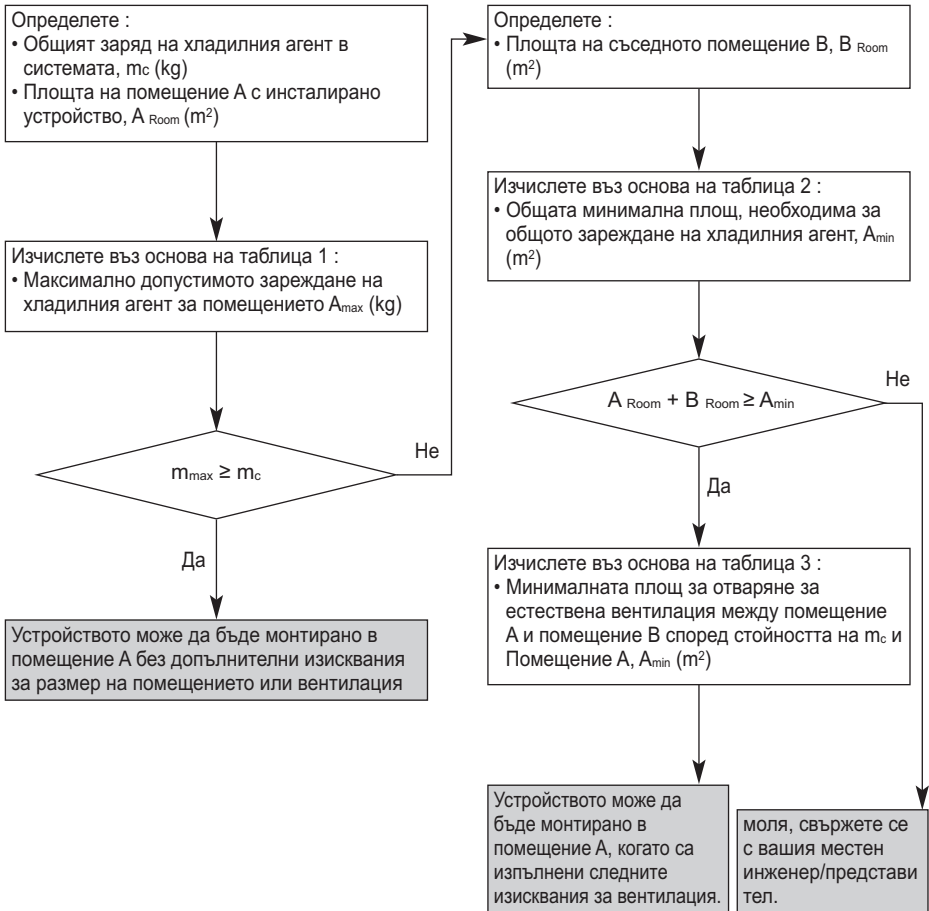 Определете :
• Общият заряд на хладилния агент в
системата, mc (kg)
• Площта на помещение A с инсталирано
устройство, A Room (m²)
Изчислете въз основа на таблица 1 :
• Максимално допустимото зареждане на
хладилния агент за помещението Amax (kg)
mmax ≥ mc
Не
Да
Устройството може да бъде монтирано в
помещение A без допълнителни изисквания
за размер на помещението или вентилация
Определете :
• Площта на съседното помещение B, B Room
(m²)
Изчислете въз основа на таблица 2 :
• Общата минимална площ, необходима за
общото зареждане на хладилния агент, Amin
(m²)
A Room + B Room ≥ Amin
Не
Да
Изчислете въз основа на таблица 3 :
• Минималната площ за отваряне за
естествена вентилация между помещение
A и помещение B според стойността на mc и
Помещение A, Amin (m²)
Устройството може да
бъде монтирано в
помещение A, когато са
изпълнени следните
изисквания за вентилация.
моля, свържете се
с вашия местен
инженер/представи
тел.